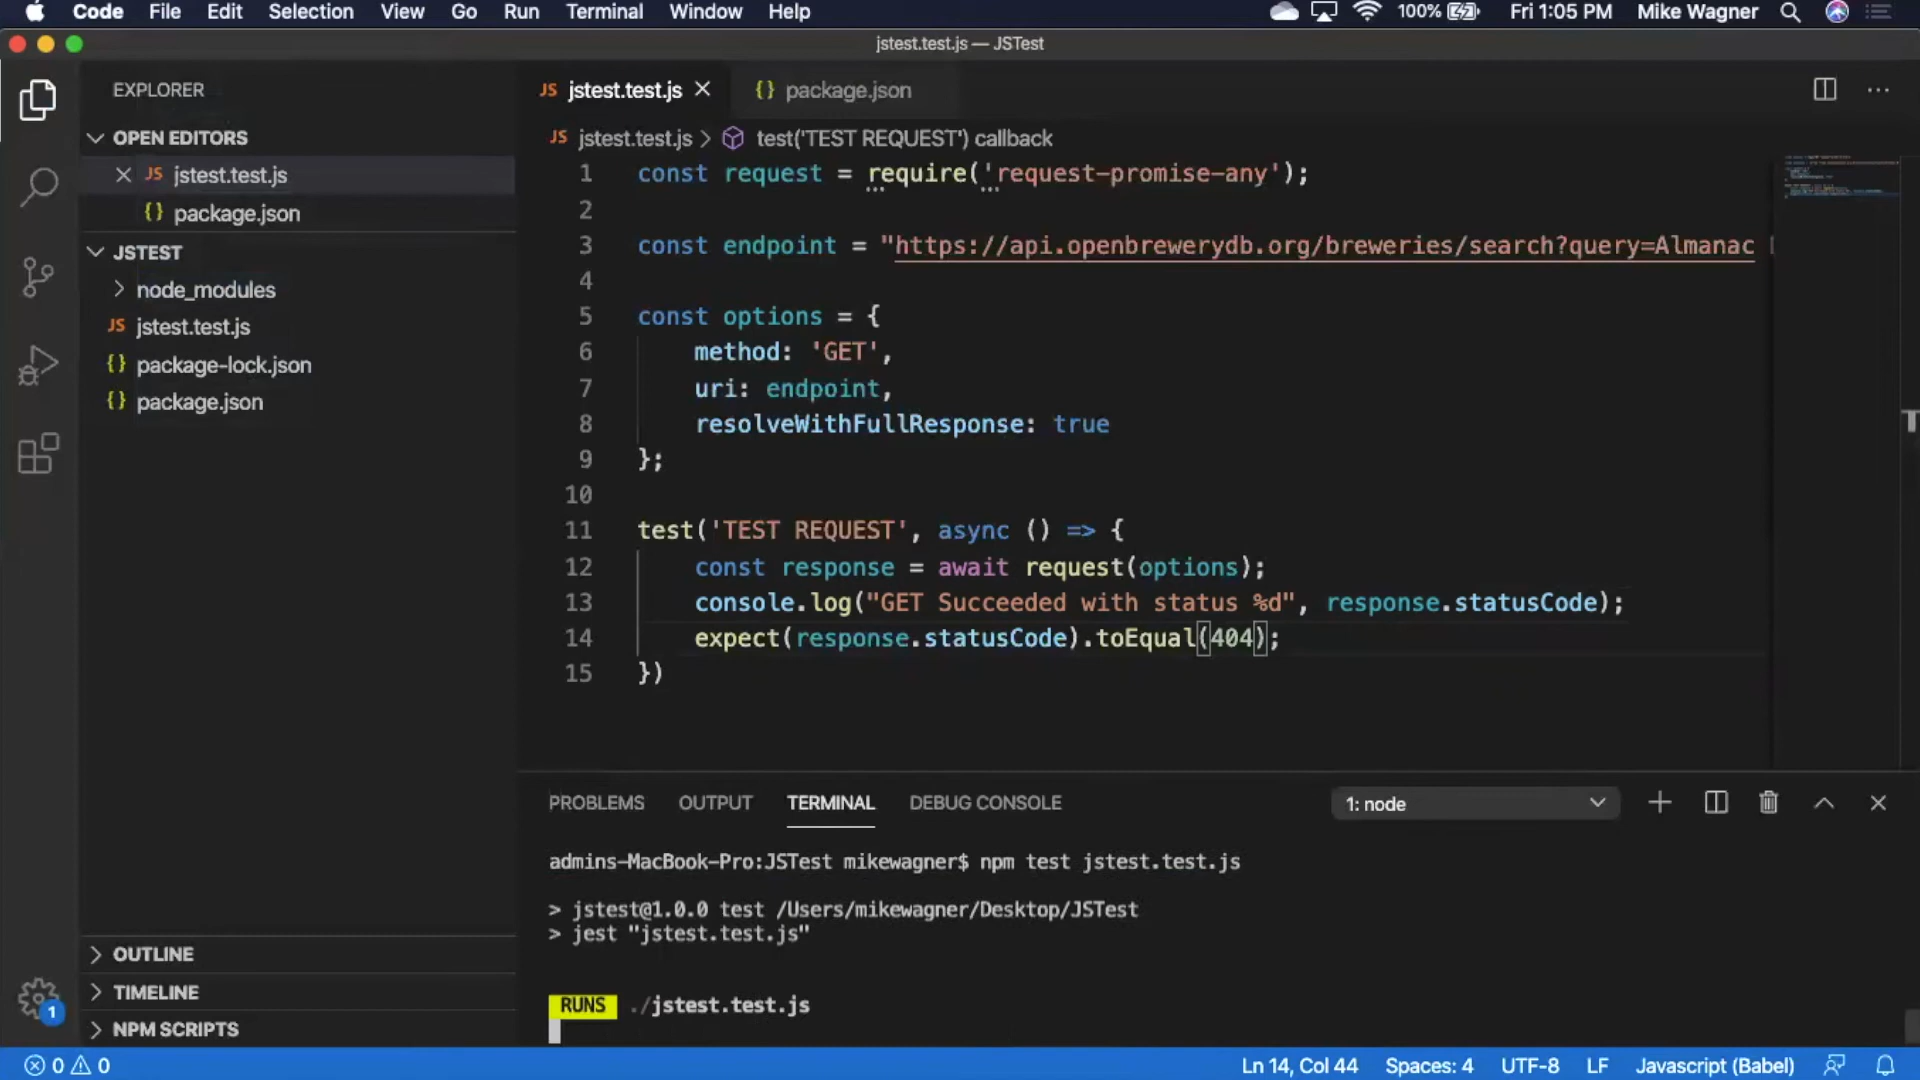 Code File Edit Selection View Go Run Terminal Window Help 100% Fri 1:05 PM Mike Wagner
jstest.test.js — JSTest
EXPLORER
OPEN EDITORS
JS jstest.test.js
{} package.json
JSTEST
node_modules
JS jstest.test.js
{} package-lock.json
{} package.json
OUTLINE
TIMELINE
NPM SCRIPTS
1
JS jstest.test.js {} package.json
JS jstest.test.js > test('TEST REQUEST') callback
1 const request = require('request-promise-any');
2
3 const endpoint = "https://api.openbrewerydb.org/breweries/search?query=Almanac
4
5 const options = {
6 method: 'GET',
7 uri: endpoint,
8 resolveWithFullResponse: true
9 };
10
11 test('TEST REQUEST', async () => {
12 const response = await request(options);
13 console.log("GET Succeeded with status %d", response.statusCode);
14 expect(response.statusCode).toEqual(404);
15 })
PROBLEMS OUTPUT TERMINAL DEBUG CONSOLE 1: node
admins-MacBook-Pro:JSTest mikewagner$ npm test jstest.test.js
> jstest@1.0.0 test /Users/mikewagner/Desktop/JSTest
> jest "jstest.test.js"
RUNS ./jstest.test.js
0 0 Ln 14, Col 44 Spaces: 4 UTF-8 LF Javascript (Babel)